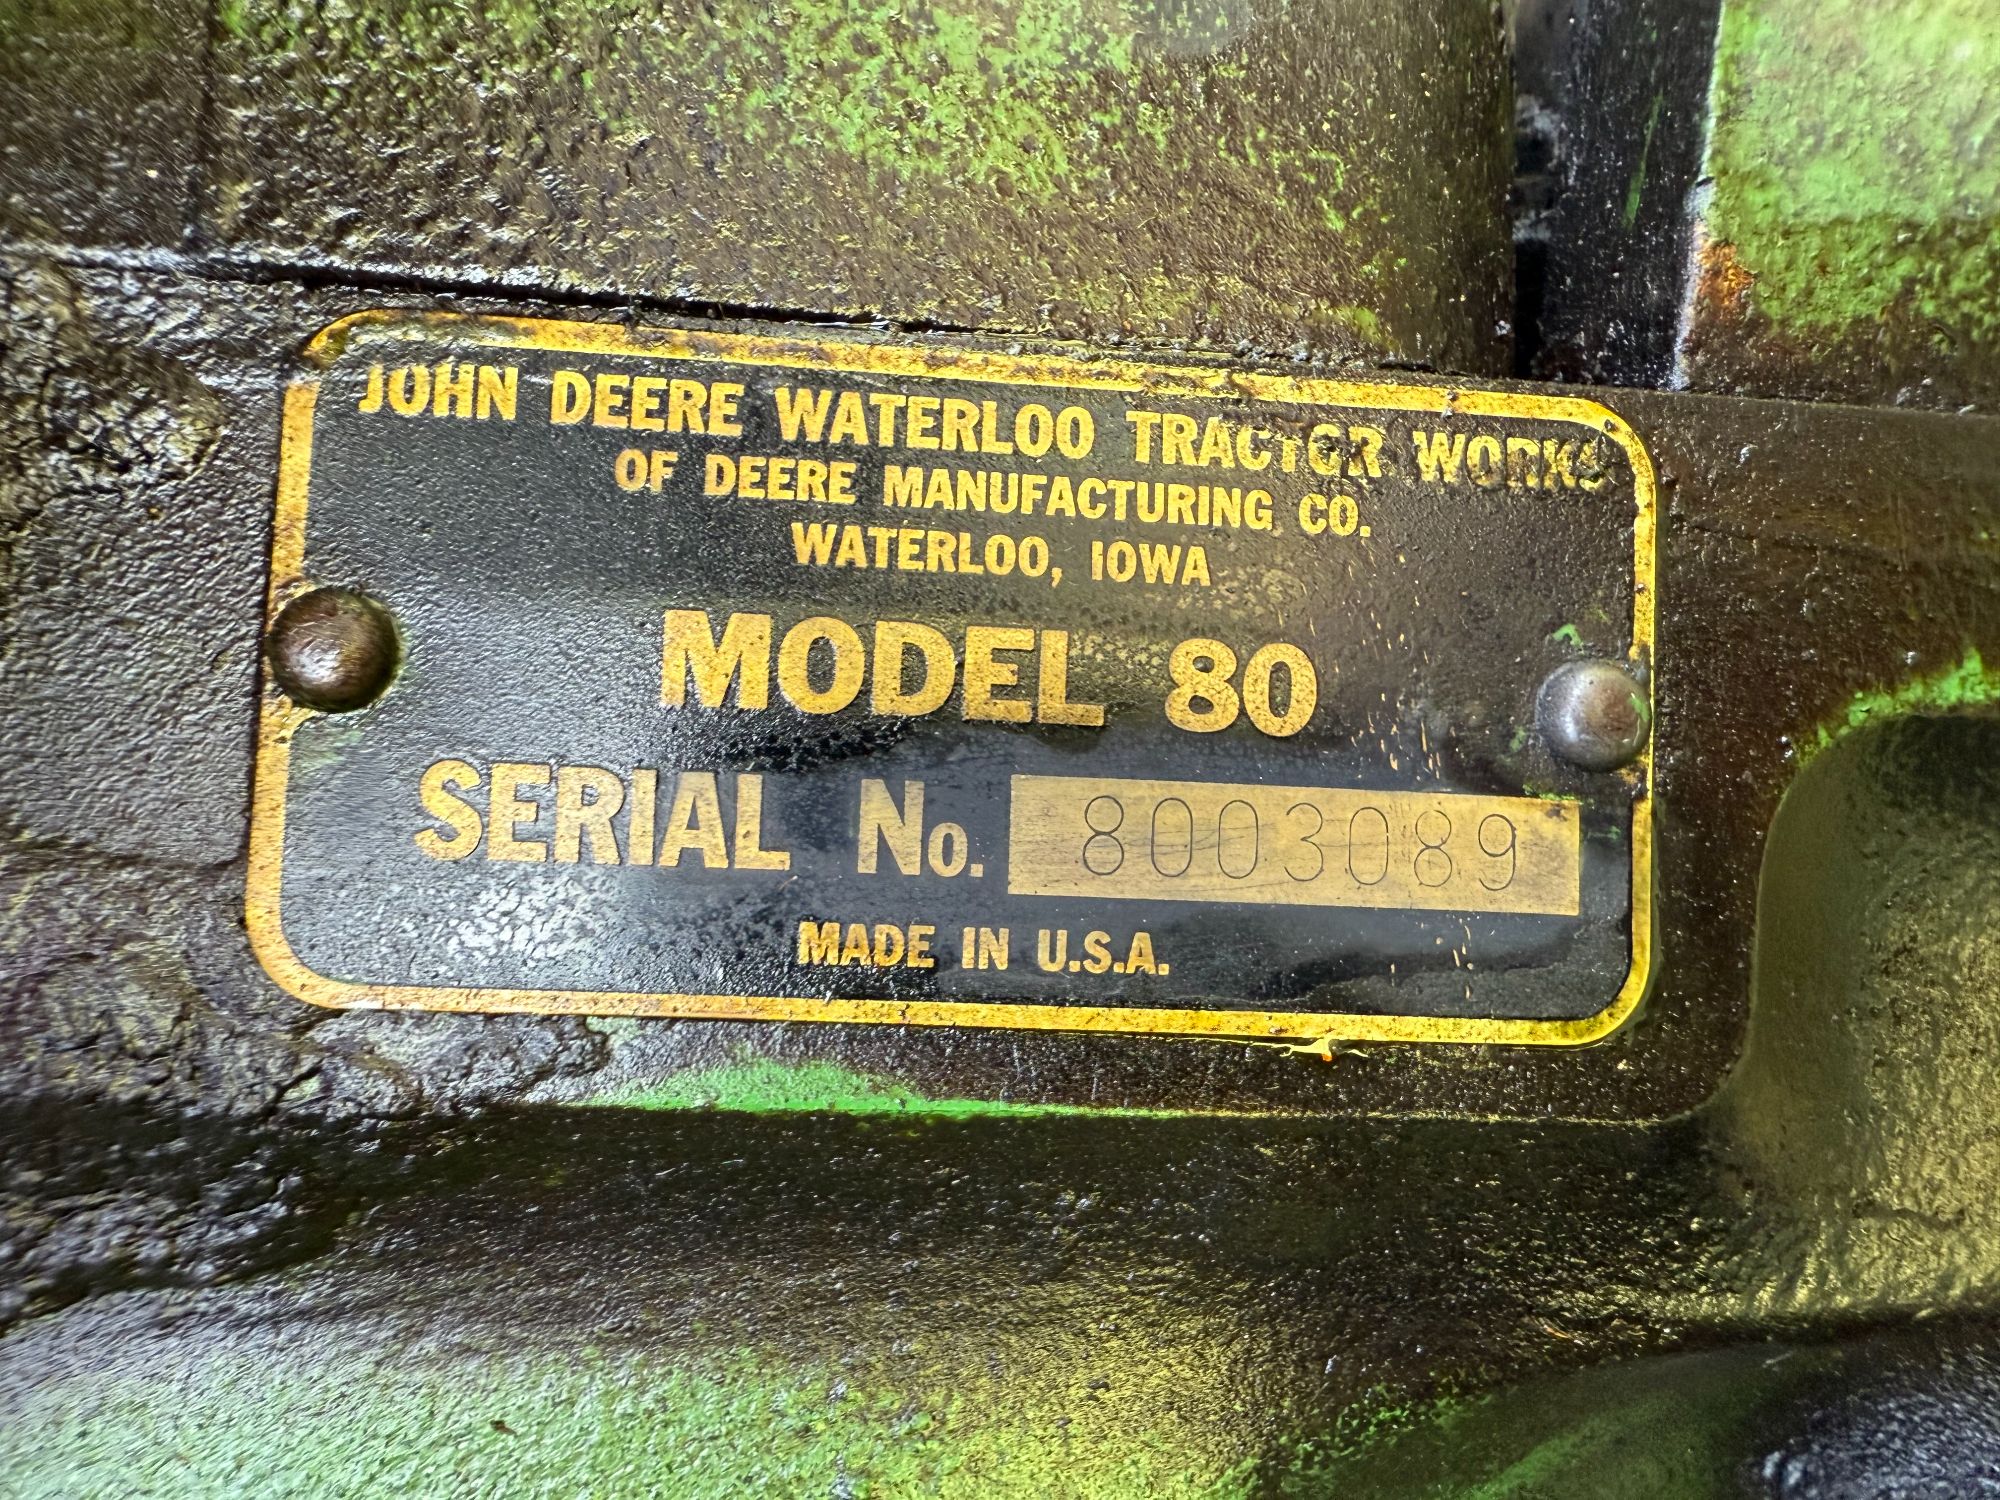 JOHN DEERE WATERLOO TRACTOR WORKS
OF DEERE MANUFACTURING CO.
WATERLOO, IOWA
MODEL 80
SERIAL No. 8003089
MADE IN U.S.A.